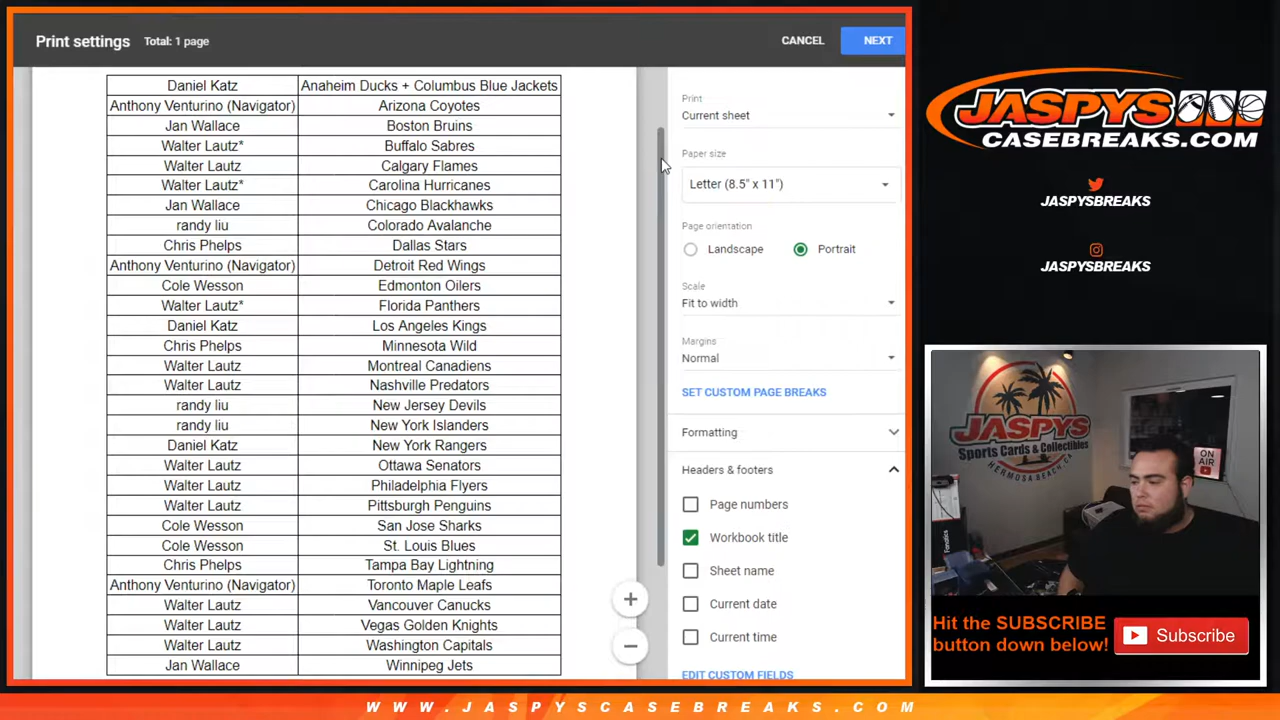 Print settings Total: 1 page CANCEL NEXT
Daniel Katz Anaheim Ducks + Columbus Blue Jackets
Anthony Venturino (Navigator) Arizona Coyotes
Jan Wallace Boston Bruins
Walter Lautz* Buffalo Sabres
Walter Lautz Calgary Flames
Walter Lautz* Carolina Hurricanes
Jan Wallace Chicago Blackhawks
randy liu Colorado Avalanche
Chris Phelps Dallas Stars
Anthony Venturino (Navigator) Detroit Red Wings
Cole Wesson Edmonton Oilers
Walter Lautz* Florida Panthers
Daniel Katz Los Angeles Kings
Chris Phelps Minnesota Wild
Walter Lautz Montreal Canadiens
Walter Lautz Nashville Predators
randy liu New Jersey Devils
randy liu New York Islanders
Daniel Katz New York Rangers
Walter Lautz Ottawa Senators
Walter Lautz Philadelphia Flyers
Walter Lautz Pittsburgh Penguins
Cole Wesson San Jose Sharks
Cole Wesson St. Louis Blues
Chris Phelps Tampa Bay Lightning
Anthony Venturino (Navigator) Toronto Maple Leafs
Walter Lautz Vancouver Canucks
Walter Lautz Vegas Golden Knights
Walter Lautz Washington Capitals
Jan Wallace Winnipeg Jets
Print
Current sheet
Paper size
Letter (8.5" x 11")
Page orientation
Landscape Portrait
Scale
Fit to width
Margins
Normal
SET CUSTOM PAGE BREAKS
Formatting
Headers & footers
Page numbers
Workbook title
Sheet name
Current date
Current time
EDIT CUSTOM FIELDS
JASPYS
CASEBREAKS.COM
JASPYSBREAKS
JASPYSBREAKS
JASPYS
Sports Cards & Collectibles
HERMOSA BEACH, CA
ON
AIR
Fanatics
Hit the SUBSCRIBE
button down below!
Subscribe
WWW.JASPYSCASEBREAKS.COM